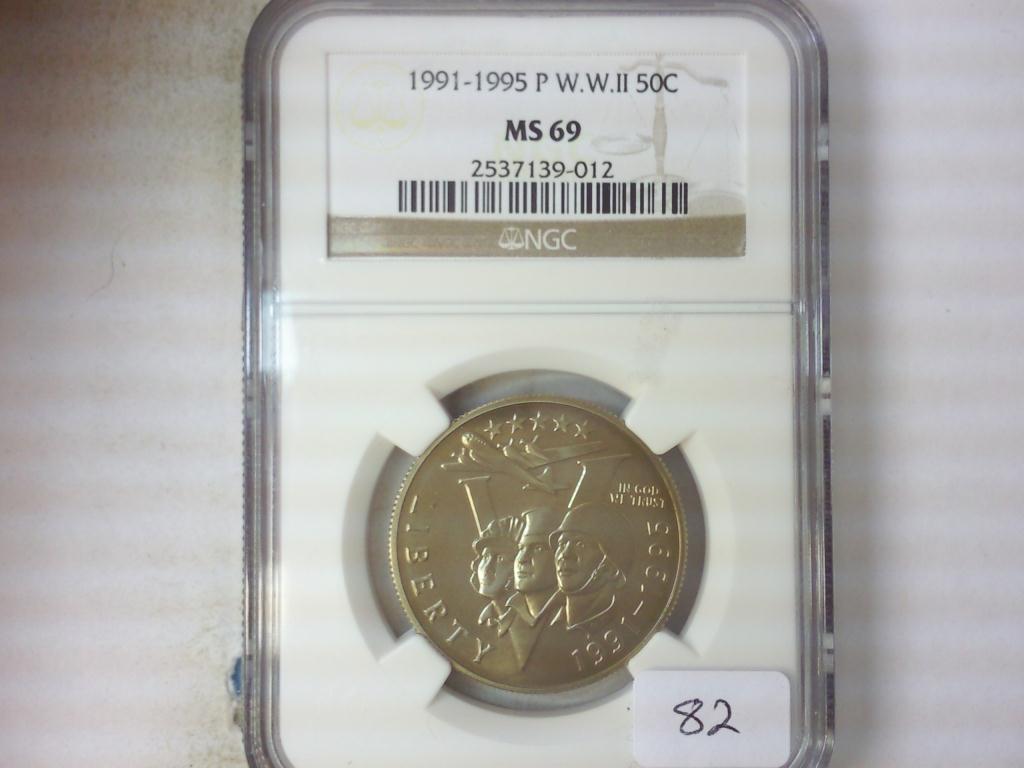 1991-1995 P W.W.II 50C
MS 69
2537139-012
NGC
IN GOD
WE TRUST
LIBERTY
1991-1995
82